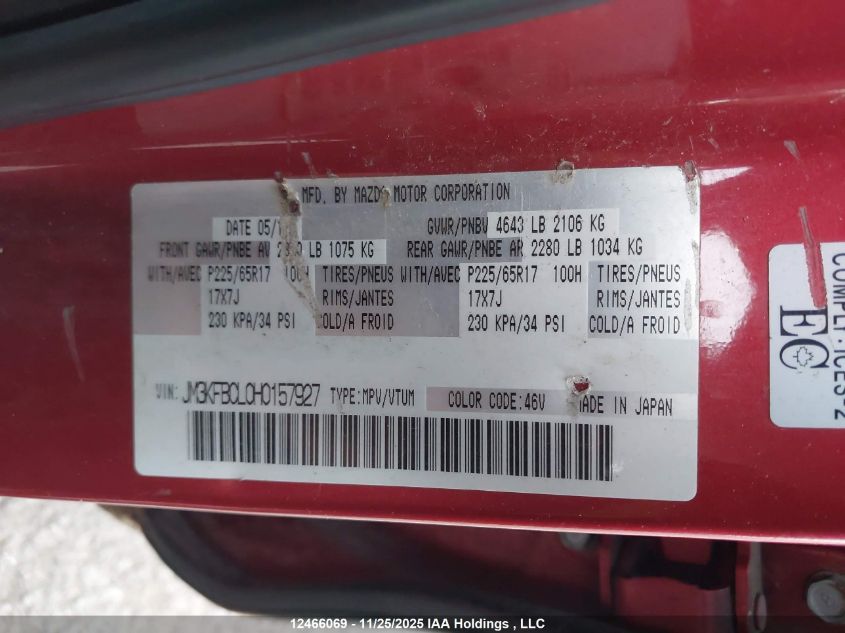 MFD. BY MAZDA MOTOR CORPORATION
DATE 05/ GVWR/PNBV 4643 LB 2106 KG
FRONT GAWR/PNBE AV LB 1075 KG REAR GAWR/PNBE AR 2280 LB 1034 KG
WITH/AVEC P225/65R17 100H TIRES/PNEUS WITH/AVEC P225/65R17 100H TIRES/PNEUS
17X7J RIMS/JANTES 17X7J RIMS/JANTES
230 KPA/34 PSI COLD/A FROID 230 KPA/34 PSI COLD/A FROID
VIN: JM3KFBCL0H0157927 TYPE:MPV/VTUM COLOR CODE:46V MADE IN JAPAN
COMPLT·ICES-2
EC
12466069 - 11/25/2025 IAA Holdings , LLC